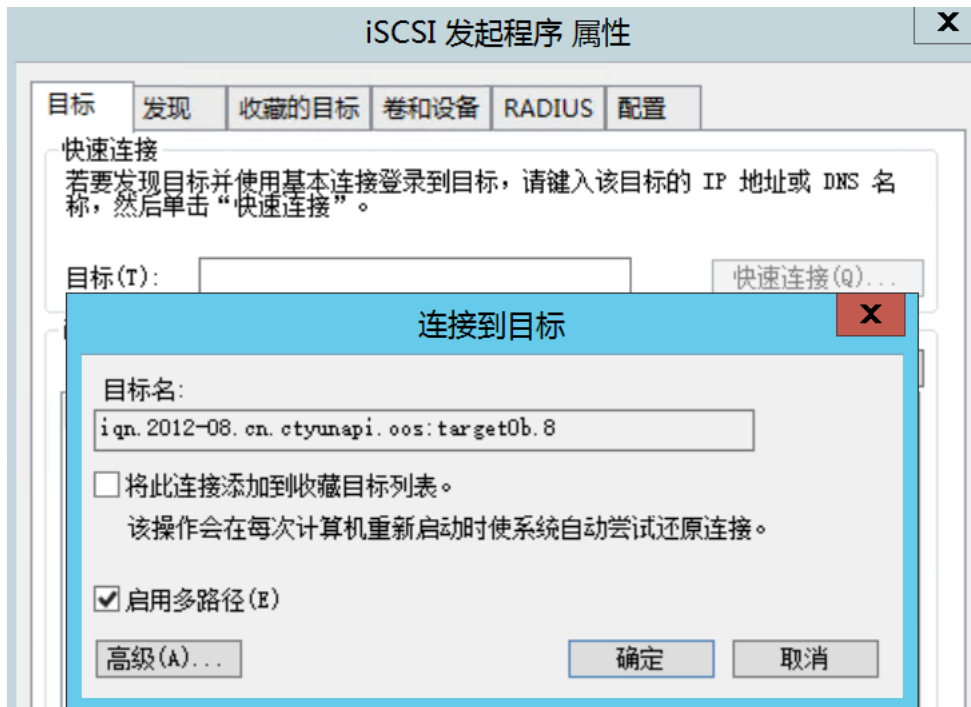 iSCSI 发起程序 属性
X
目标 发现 收藏的目标 卷和设备 RADIUS 配置
快速连接
若要发现目标并使用基本连接登录到目标，请键入该目标的 IP 地址或 DNS 名
称，然后单击“快速连接”。
目标(T): 快速连接(Q)...
连接到目标
X
目标名:
iqn.2012-08.cn.ctyunapi.oos:target0b.8
将此连接添加到收藏目标列表。
该操作会在每次计算机重新启动时使系统自动尝试还原连接。
启用多路径(E)
高级(A)... 确定 取消